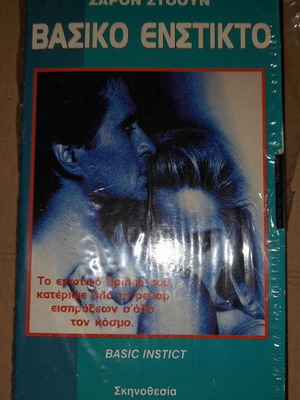 ΣΑΡΟΝ ΣΤΟΟΥΝ
ΒΑΣΙΚΟ ΕΝΣΤΙΚΤΟ
Το ερωτικό θρίλερ που
κατέρριψε όλα τα ρεκόρ
εισπράξεων σ' όλο
τον κόσμο.
BASIC INSTICT
Σκηνοθεσία